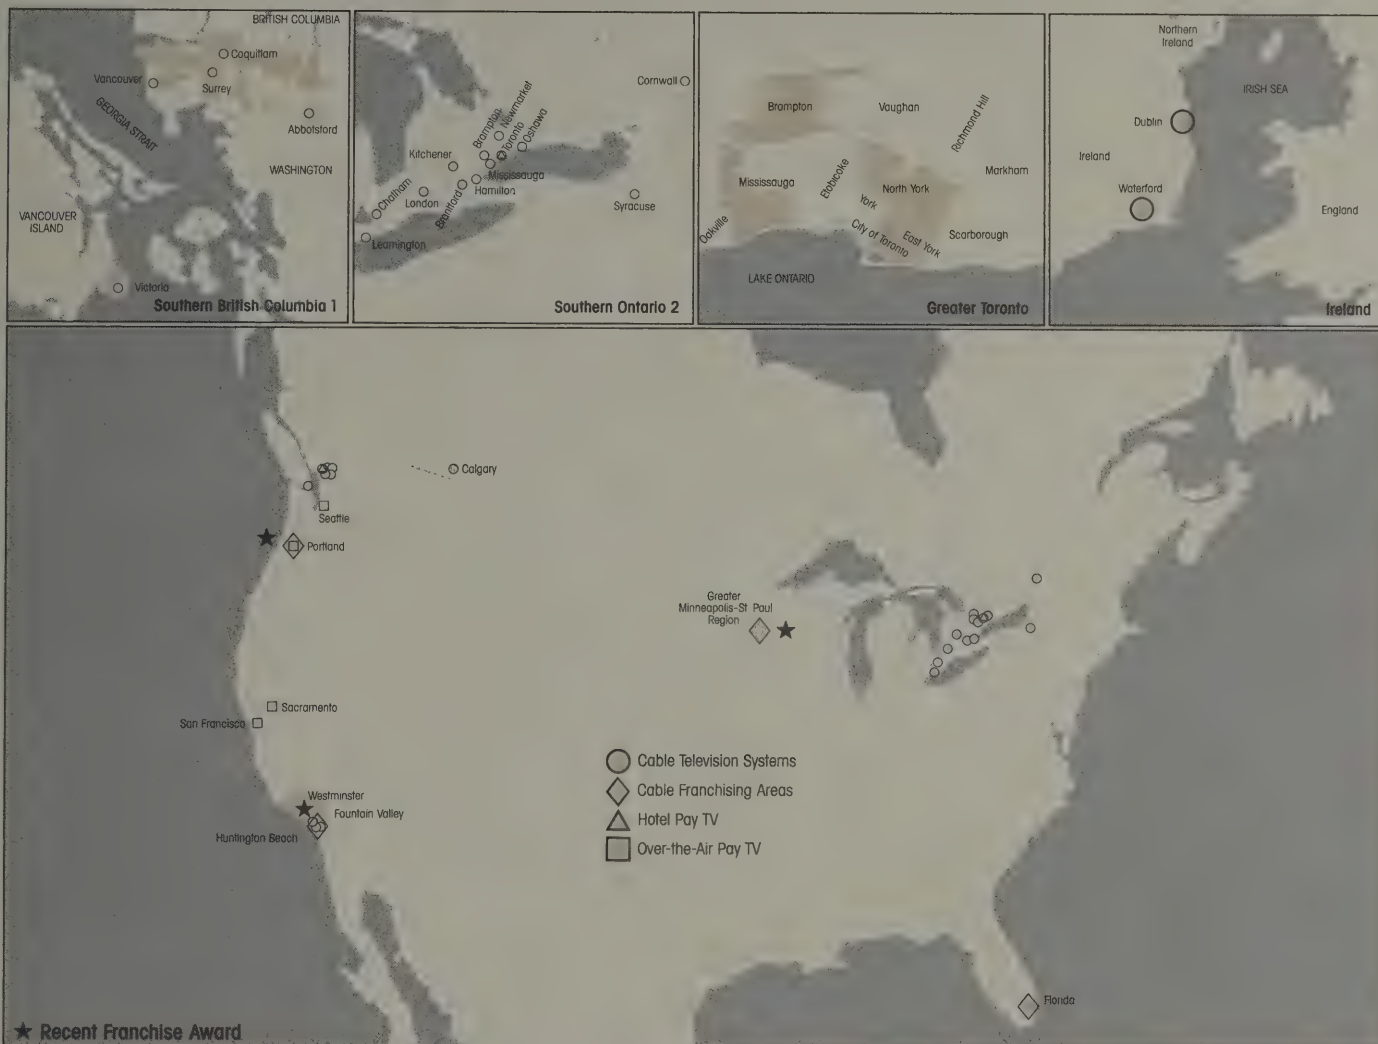 BRITISH COLUMBIA
Coquitlam
Vancouver
Surrey
GEORGIA STRAIT
Abbotsford
WASHINGTON
VANCOUVER
ISLAND
Victoria
Southern British Columbia 1
Cornwall
Newmarket
Brampton
Toronto
Oshawa
Kitchener
Mississauga
Hamilton
Chatham
London
Brantford
Syracuse
Leamington
Southern Ontario 2
Brampton
Vaughan
Richmond Hill
Markham
Etobicoke
Mississauga
North York
York
Oakville
City of Toronto
East York
Scarborough
LAKE ONTARIO
Greater Toronto
Northern
Ireland
IRISH SEA
Dublin
Ireland
Waterford
England
Ireland
Calgary
Seattle
Portland
Greater
Minneapolis-St Paul
Region
Sacramento
San Francisco
Westminster
Fountain Valley
Huntington Beach
Cable Television Systems
Cable Franchising Areas
Hotel Pay TV
Over-the-Air Pay TV
Florida
★ Recent Franchise Award